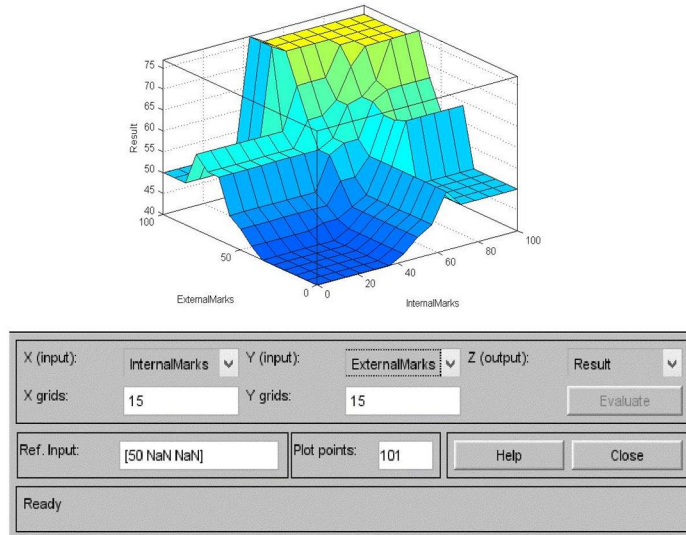 75
70
65
60
55
50
45
40
Result
100
50
0
ExternalMarks
0
20
40
60
80
100
InternalMarks
X (input): InternalMarks Y (input): ExternalMarks Z (output): Result
X grids: 15 Y grids: 15 Evaluate
Ref. Input: [50 NaN NaN] Plot points: 101 Help Close
Ready